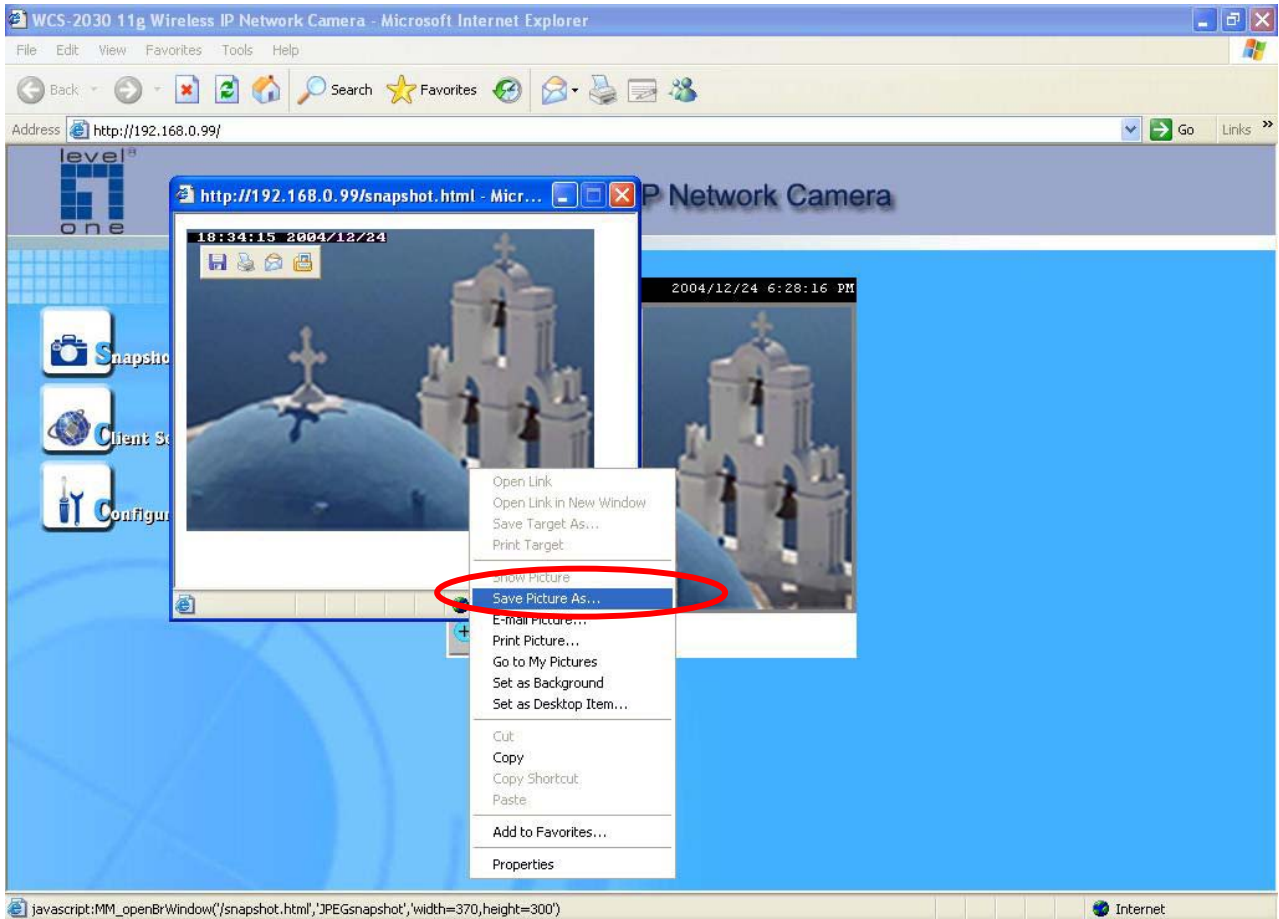 WCS-2030 11g Wireless IP Network Camera - Microsoft Internet Explorer
File Edit View Favorites Tools Help
Back Search Favorites
Address http://192.168.0.99/ Go Links »
level®
one
http://192.168.0.99/snapshot.html - Micr...
P Network Camera
18:34:15 2004/12/24
2004/12/24 6:28:16 PM
Snapsho
Client Se
Configur
Open Link
Open Link in New Window
Save Target As...
Print Target
Show Picture
Save Picture As...
E-mail Picture...
Print Picture...
Go to My Pictures
Set as Background
Set as Desktop Item...
Cut
Copy
Copy Shortcut
Paste
Add to Favorites...
Properties
javascript:MM_openBrWindow('/snapshot.html','JPEGsnapshot','width=370,height=300') Internet